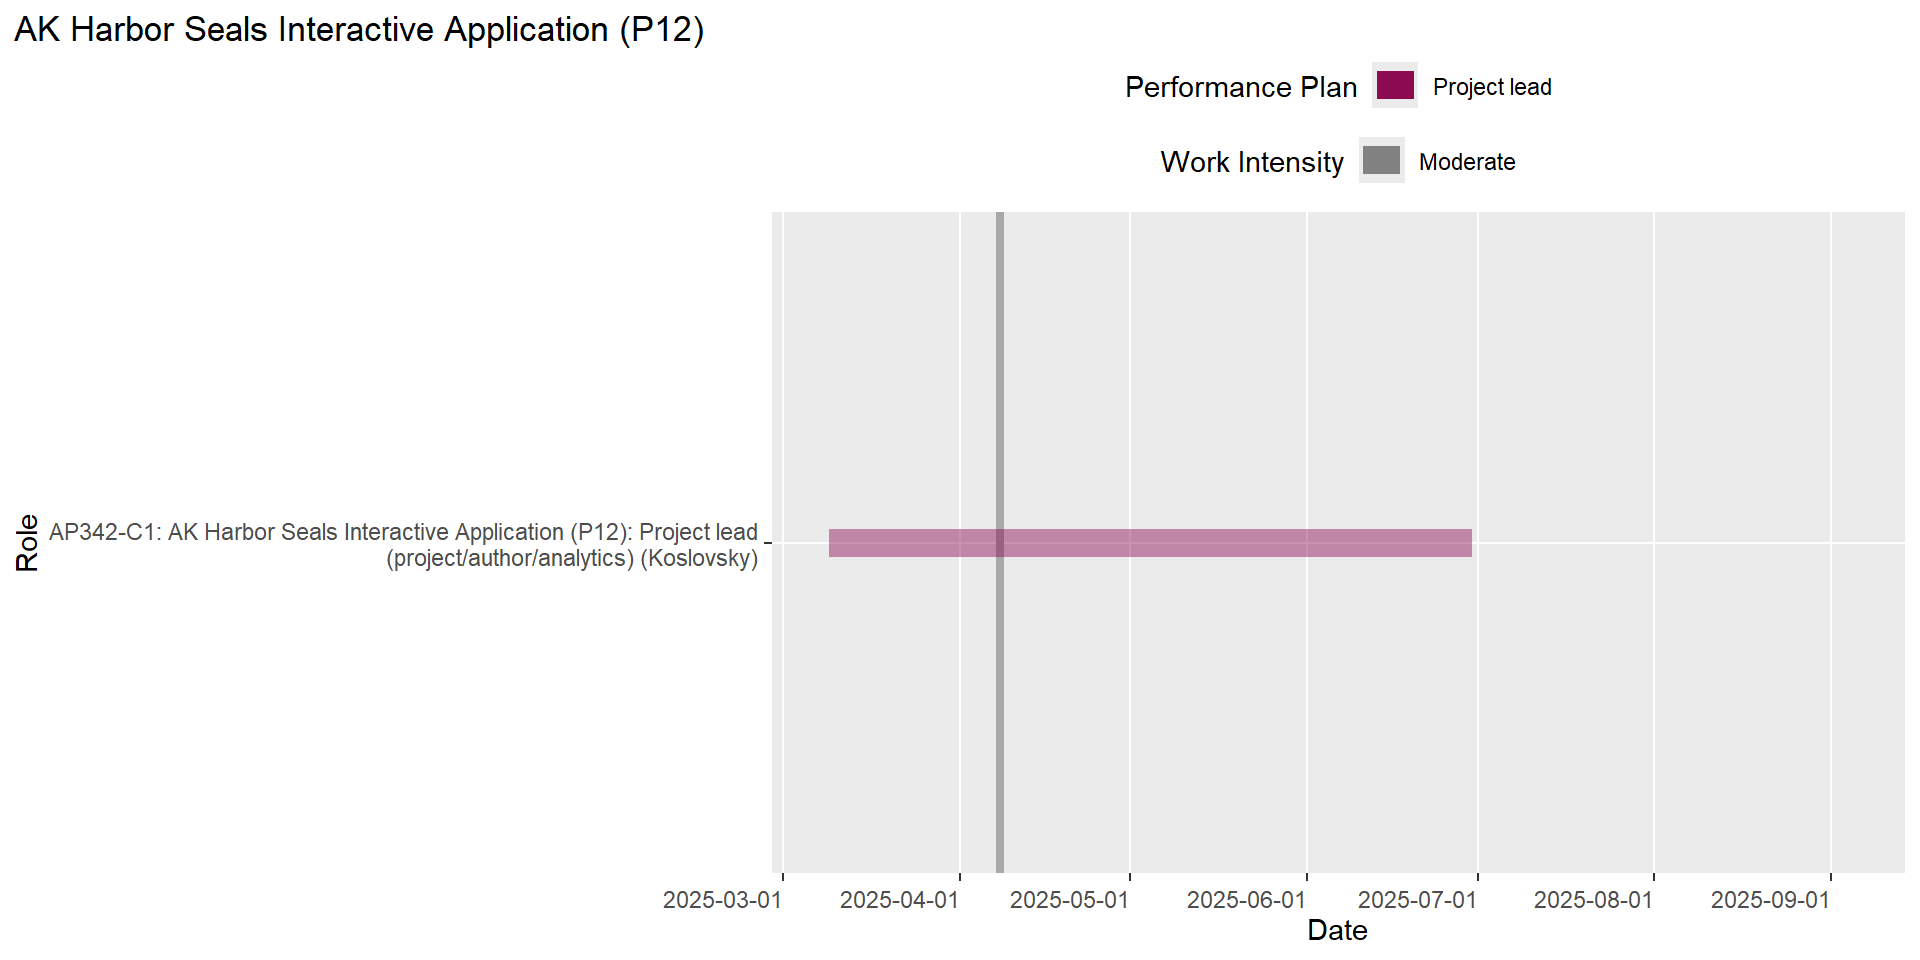 AK Harbor Seals Interactive Application (P12)
Performance Plan Project lead
Work Intensity Moderate
Role
AP342-C1: AK Harbor Seals Interactive Application (P12): Project lead
(project/author/analytics) (Koslovsky)
2025-03-01 2025-04-01 2025-05-01 2025-06-01 2025-07-01 2025-08-01 2025-09-01
Date